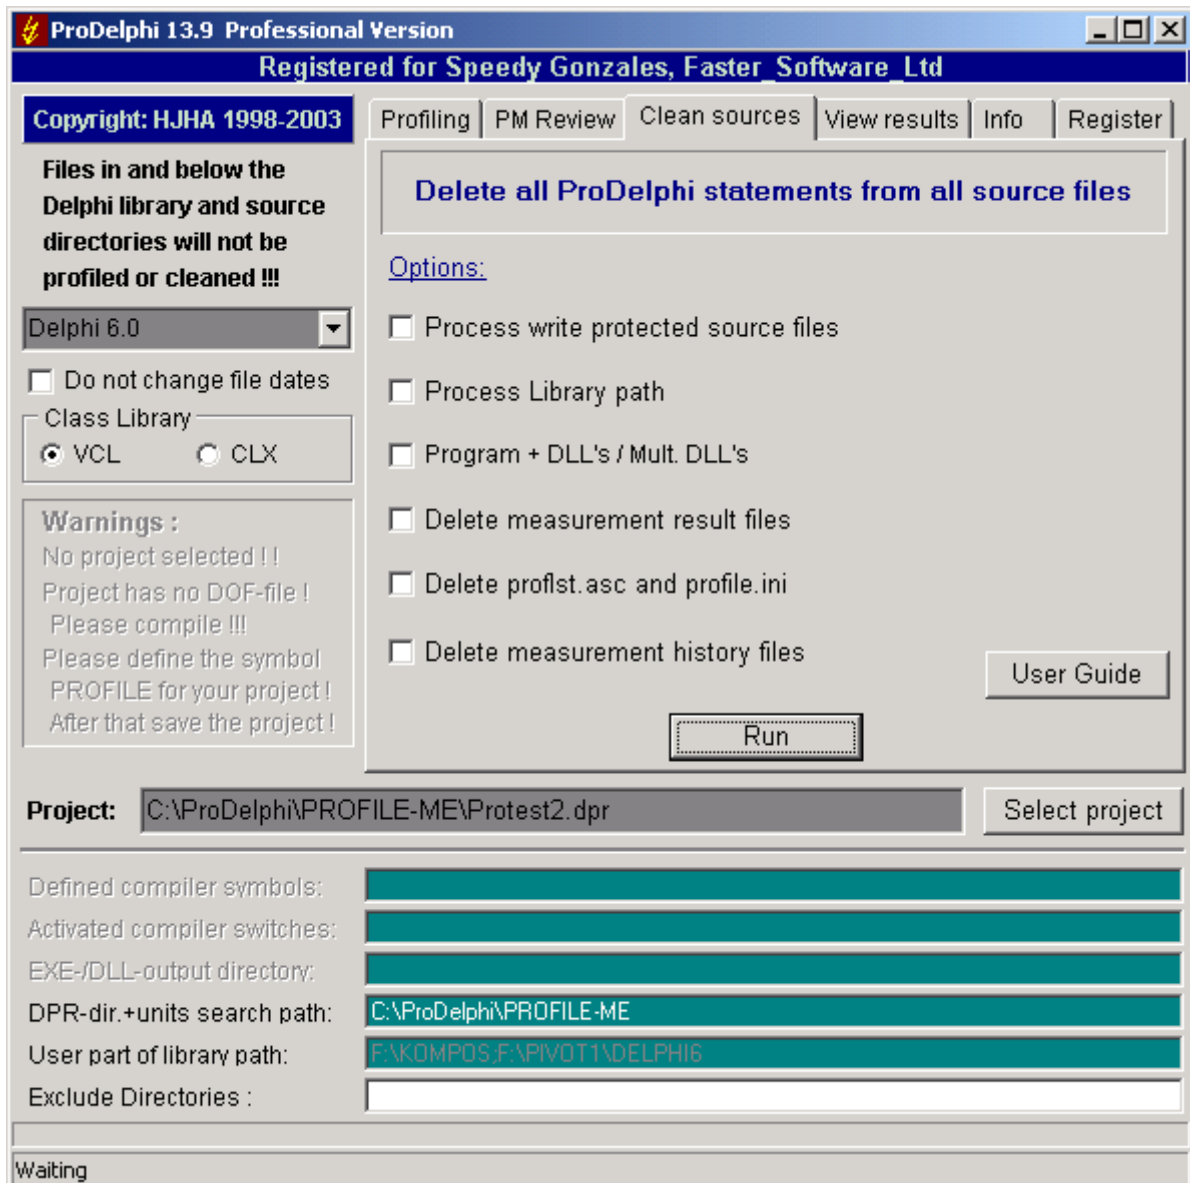 ProDelphi 13.9 Professional Version
Registered for Speedy Gonzales, Faster_Software_Ltd
Copyright: HJHA 1998-2003
Files in and below the
Delphi library and source
directories will not be
profiled or cleaned !!!
Delphi 6.0
Do not change file dates
Class Library
VCL CLX
Warnings :
No project selected ! !
Project has no DOF-file !
Please compile !!!
Please define the symbol
PROFILE for your project !
After that save the project !
Profiling PM Review Clean sources View results Info Register
Delete all ProDelphi statements from all source files
Options:
Process write protected source files
Process Library path
Program + DLL's / Mult. DLL's
Delete measurement result files
Delete proflst.asc and profile.ini
Delete measurement history files
User Guide
Run
Project: C:\ProDelphi\PROFILE-ME\Protest2.dpr Select project
Defined compiler symbols:
Activated compiler switches:
EXE-/DLL-output directory:
DPR-dir.+units search path: C:\ProDelphi\PROFILE-ME
User part of library path: F:\KOMPOS;F:\PIVOT1\DELPHI6
Exclude Directories :
Waiting